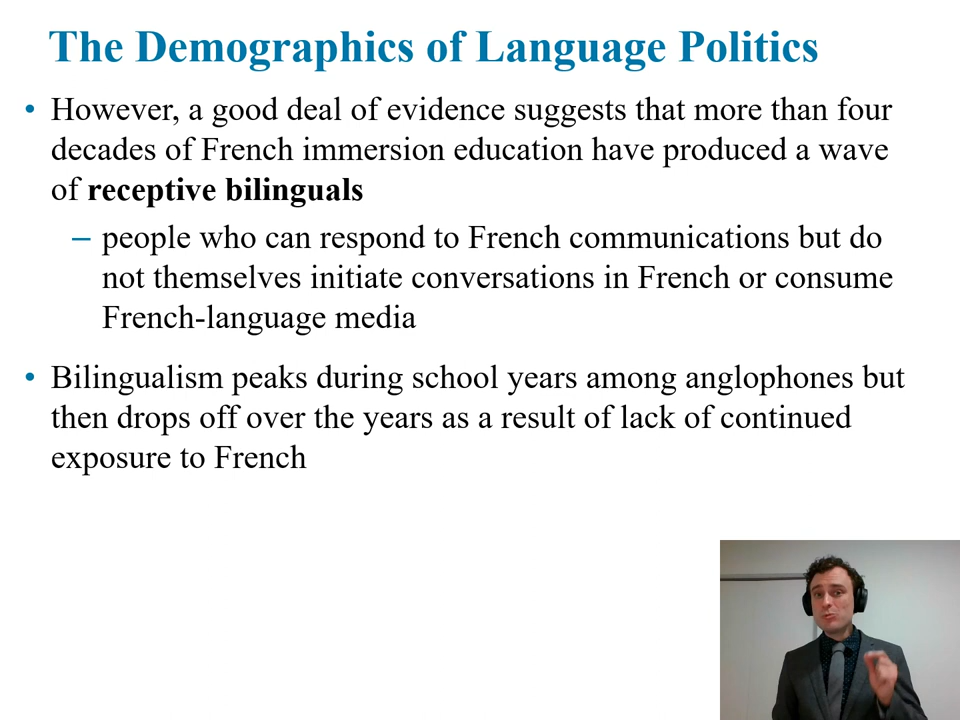 The Demographics of Language Politics
• However, a good deal of evidence suggests that more than four
decades of French immersion education have produced a wave
of receptive bilinguals
– people who can respond to French communications but do
not themselves initiate conversations in French or consume
French-language media
• Bilingualism peaks during school years among anglophones but
then drops off over the years as a result of lack of continued
exposure to French